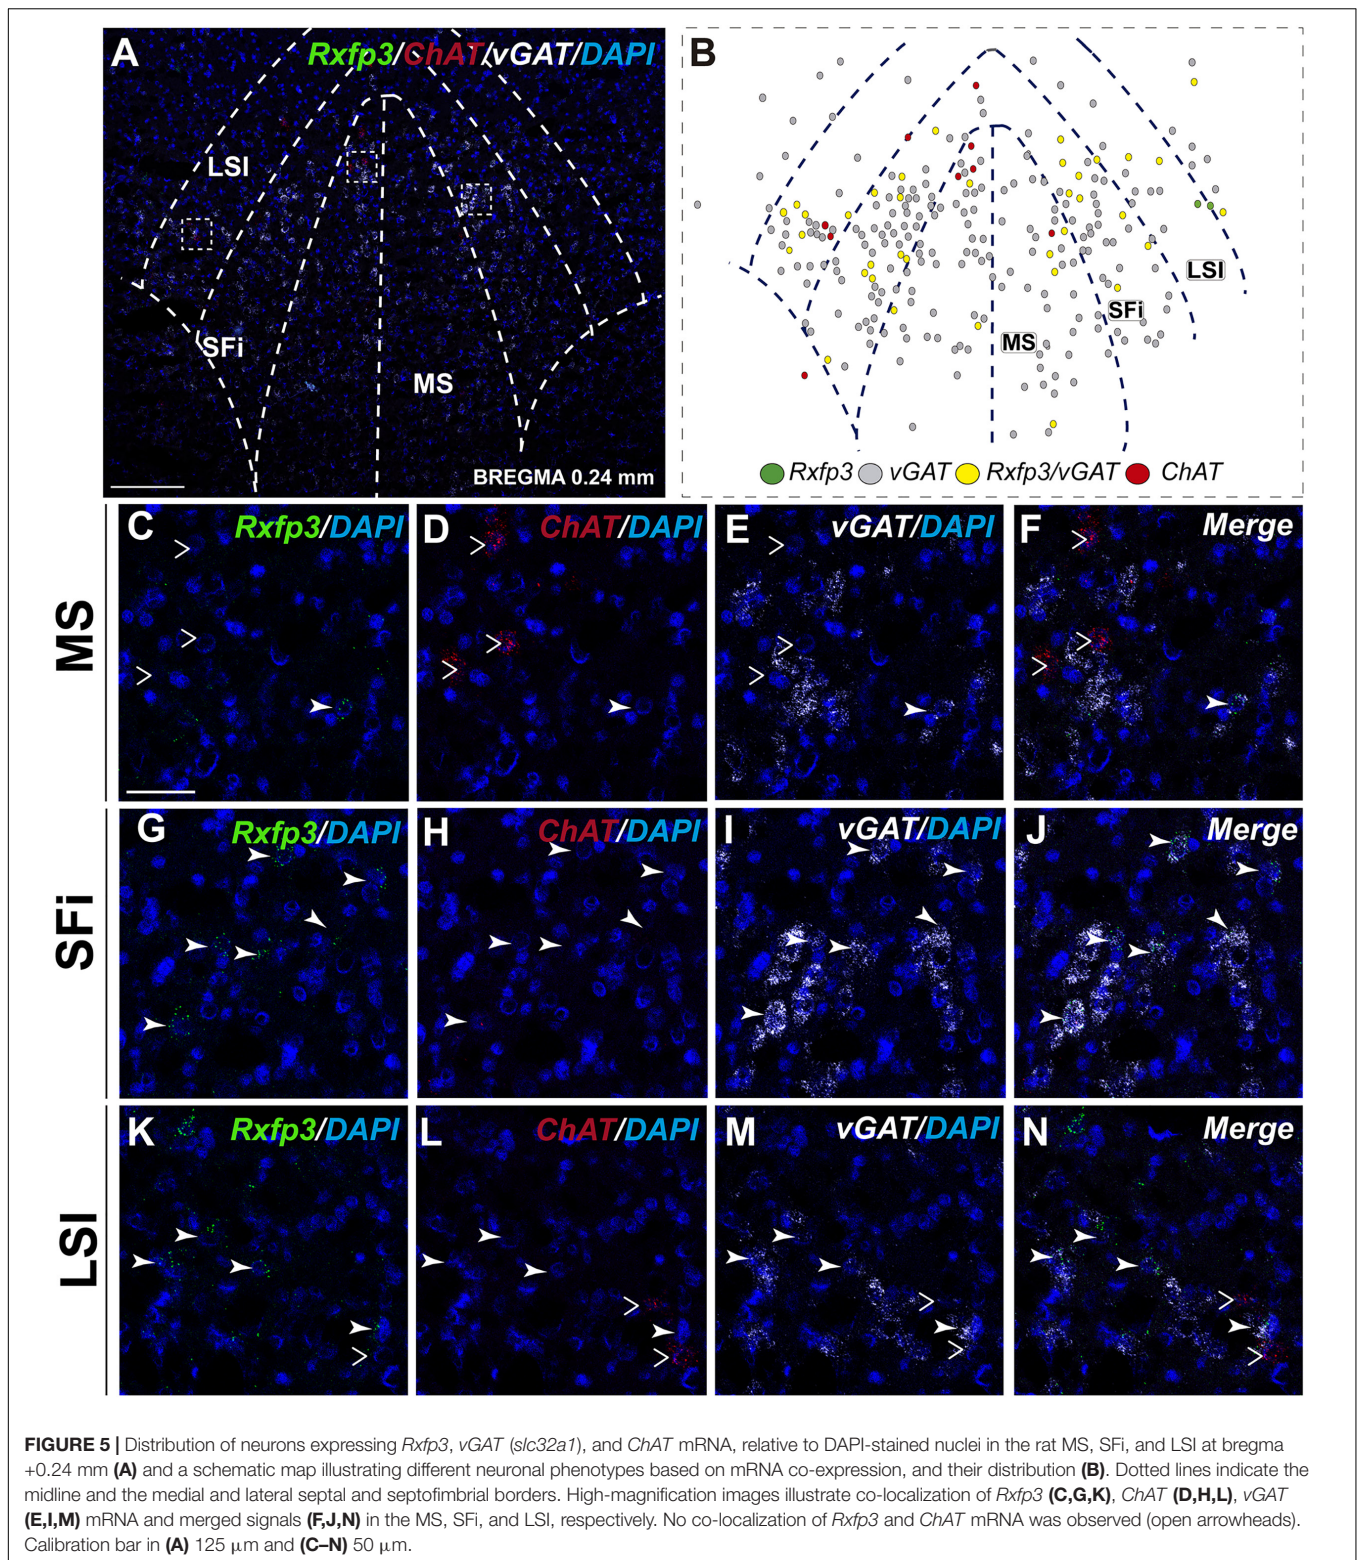 A
Rxfp3/ChAT/vGAT/DAPI
LSI
SFi
MS
BREGMA 0.24 mm
B
LSI
SFi
MS
Rxfp3 vGAT Rxfp3/vGAT ChAT
MS
C Rxfp3/DAPI
D ChAT/DAPI
E vGAT/DAPI
F Merge
SFi
G Rxfp3/DAPI
H ChAT/DAPI
I vGAT/DAPI
J Merge
LSI
K Rxfp3/DAPI
L ChAT/DAPI
M vGAT/DAPI
N Merge
FIGURE 5 | Distribution of neurons expressing Rxfp3, vGAT (slc32a1), and ChAT mRNA, relative to DAPI-stained nuclei in the rat MS, SFi, and LSI at bregma
+0.24 mm (A) and a schematic map illustrating different neuronal phenotypes based on mRNA co-expression, and their distribution (B). Dotted lines indicate the
midline and the medial and lateral septal and septofimbrial borders. High-magnification images illustrate co-localization of Rxfp3 (C,G,K), ChAT (D,H,L), vGAT
(E,I,M) mRNA and merged signals (F,J,N) in the MS, SFi, and LSI, respectively. No co-localization of Rxfp3 and ChAT mRNA was observed (open arrowheads).
Calibration bar in (A) 125 μm and (C–N) 50 μm.